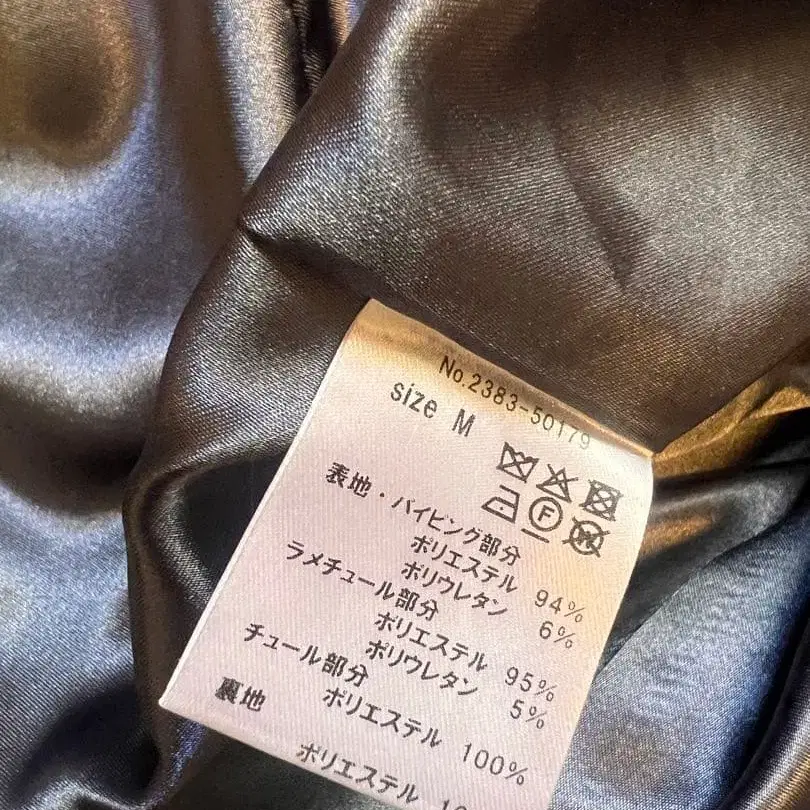 No.2383-50179
size M
表地・パイピング部分
ポリエステル 94%
ポリウレタン 6%
ラメチュール部分
ポリエステル 95%
ポリウレタン 5%
チュール部分
ポリエステル 100%
裏地
ポリエステル